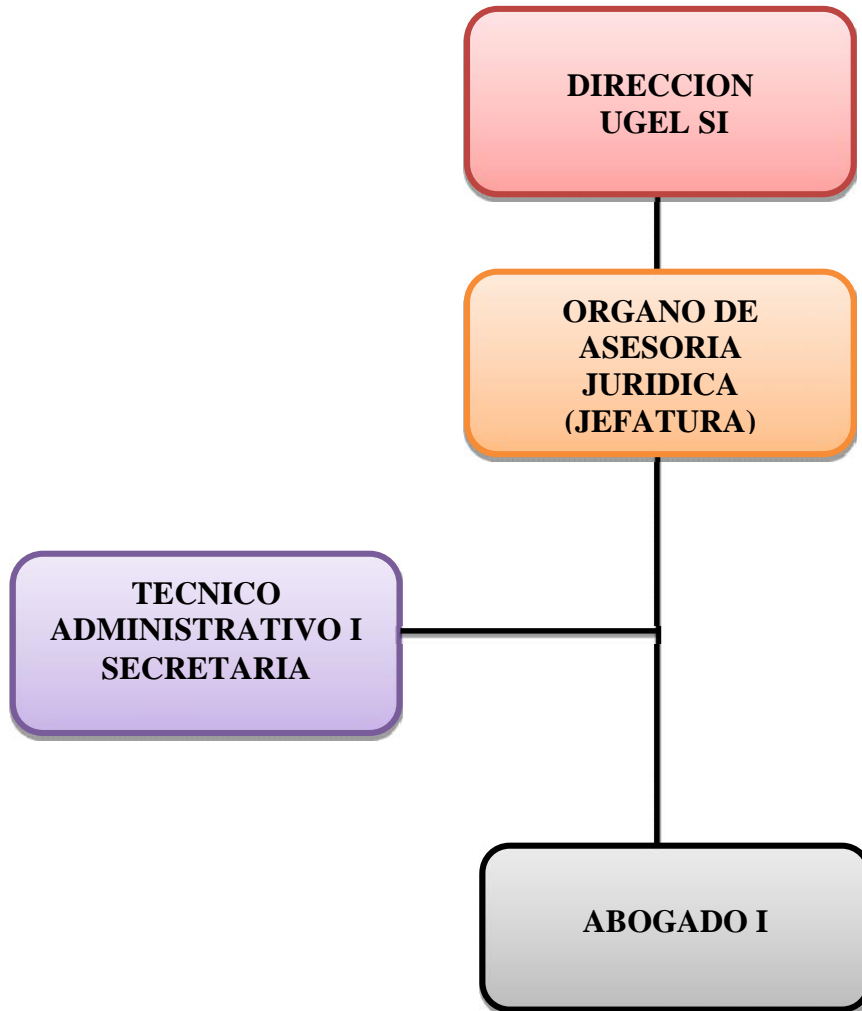 DIRECCION
UGEL SI
ORGANO DE
ASESORIA
JURIDICA
(JEFATURA)
TECNICO
ADMINISTRATIVO I
SECRETARIA
ABOGADO I